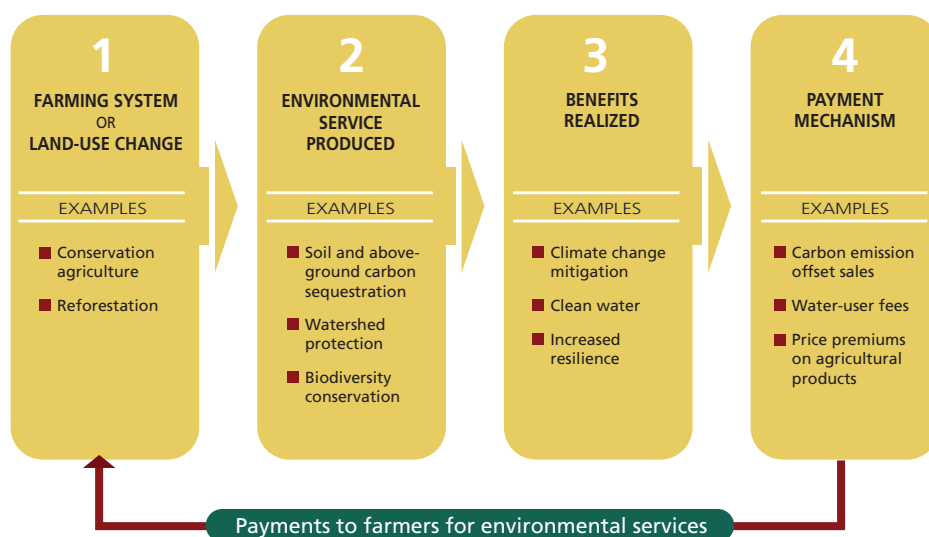 1
FARMING SYSTEM
OR
LAND-USE CHANGE
EXAMPLES
Conservation
agriculture
Reforestation
2
ENVIRONMENTAL
SERVICE
PRODUCED
EXAMPLES
Soil and above-
ground carbon
sequestration
Watershed
protection
Biodiversity
conservation
3
BENEFITS
REALIZED
EXAMPLES
Climate change
mitigation
Clean water
Increased
resilience
4
PAYMENT
MECHANISM
EXAMPLES
Carbon emission
offset sales
Water-user fees
Price premiums
on agricultural
products
Payments to farmers for environmental services